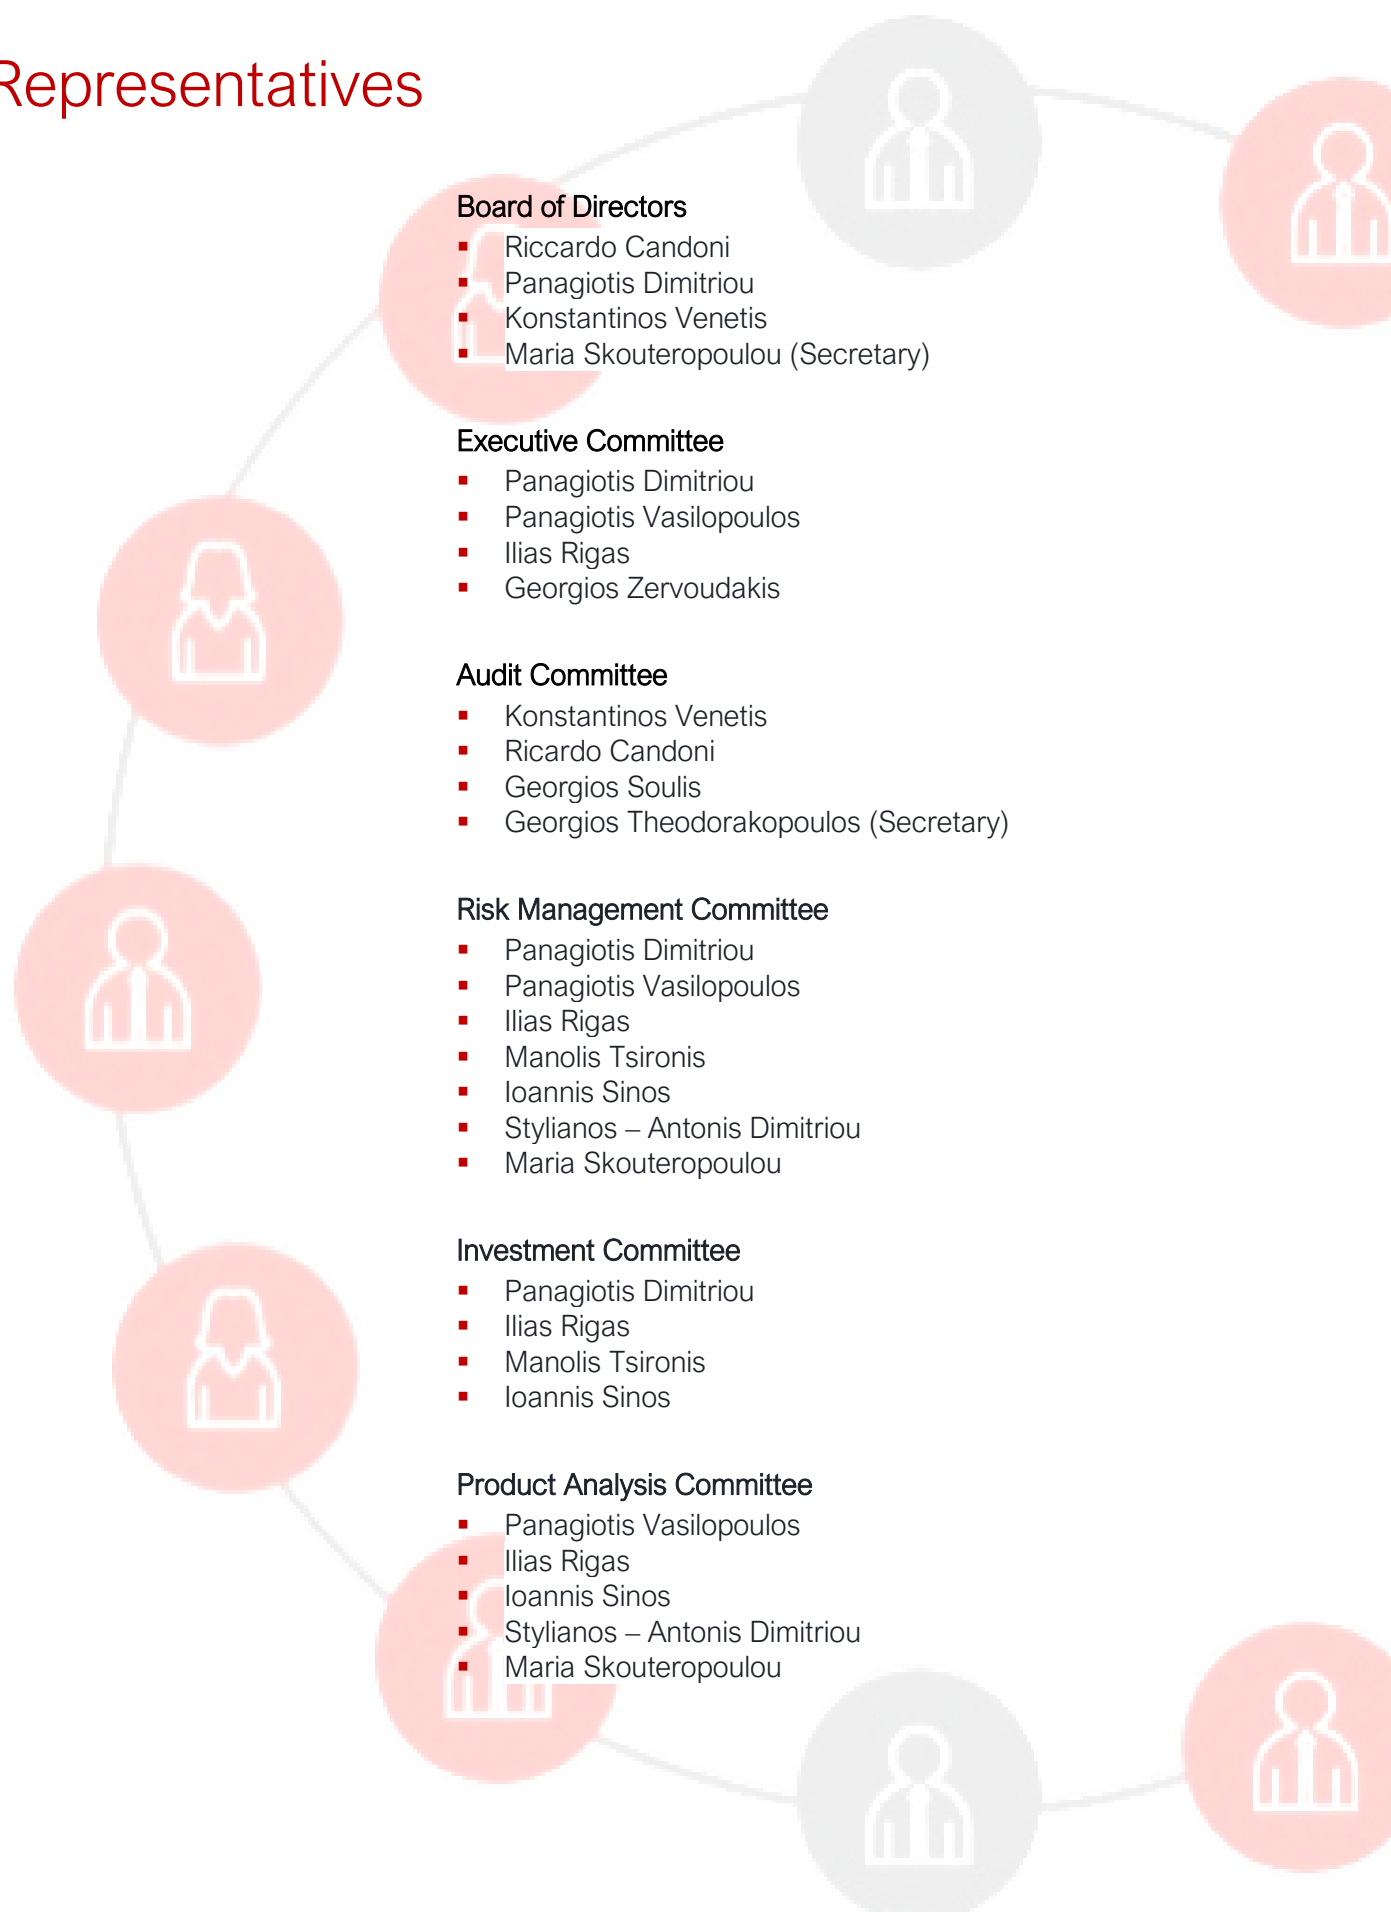 Representatives
Board of Directors
▪ Riccardo Candoni
▪ Panagiotis Dimitriou
▪ Konstantinos Venetis
▪ Maria Skouteropoulou (Secretary)
Executive Committee
▪ Panagiotis Dimitriou
▪ Panagiotis Vasilopoulos
▪ Ilias Rigas
▪ Georgios Zervoudakis
Audit Committee
▪ Konstantinos Venetis
▪ Ricardo Candoni
▪ Georgios Soulis
▪ Georgios Theodorakopoulos (Secretary)
Risk Management Committee
▪ Panagiotis Dimitriou
▪ Panagiotis Vasilopoulos
▪ Ilias Rigas
▪ Manolis Tsironis
▪ Ioannis Sinos
▪ Stylianos – Antonis Dimitriou
▪ Maria Skouteropoulou
Investment Committee
▪ Panagiotis Dimitriou
▪ Ilias Rigas
▪ Manolis Tsironis
▪ Ioannis Sinos
Product Analysis Committee
▪ Panagiotis Vasilopoulos
▪ Ilias Rigas
▪ Ioannis Sinos
▪ Stylianos – Antonis Dimitriou
▪ Maria Skouteropoulou